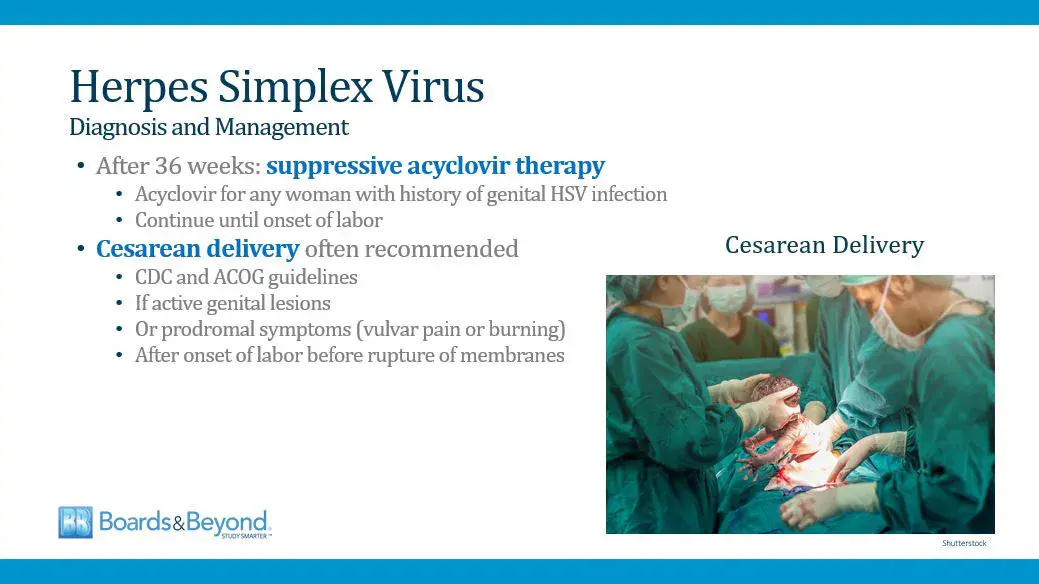 Herpes Simplex Virus
Diagnosis and Management
• After 36 weeks: suppressive acyclovir therapy
• Acyclovir for any woman with history of genital HSV infection
• Continue until onset of labor
• Cesarean delivery often recommended
• CDC and ACOG guidelines
• If active genital lesions
• Or prodromal symptoms (vulvar pain or burning)
• After onset of labor before rupture of membranes
Cesarean Delivery
BB Boards&Beyond.
STUDY SMARTER™
Shutterstock